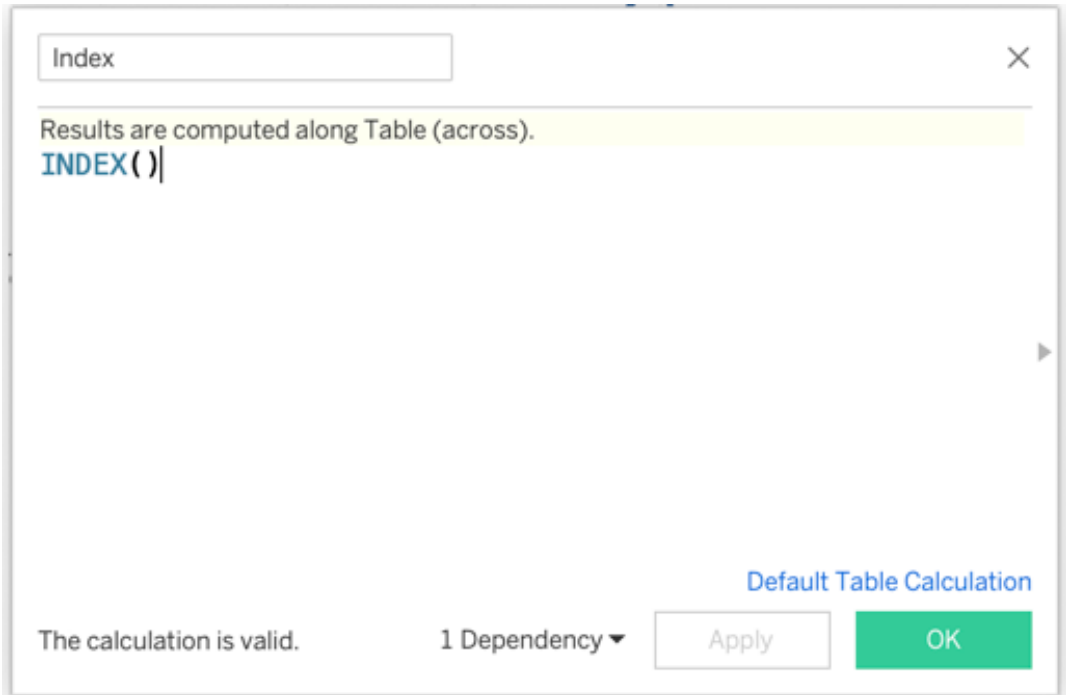 Index
Results are computed along Table (across).
INDEX()
Default Table Calculation
The calculation is valid.
1 Dependency
Apply
OK